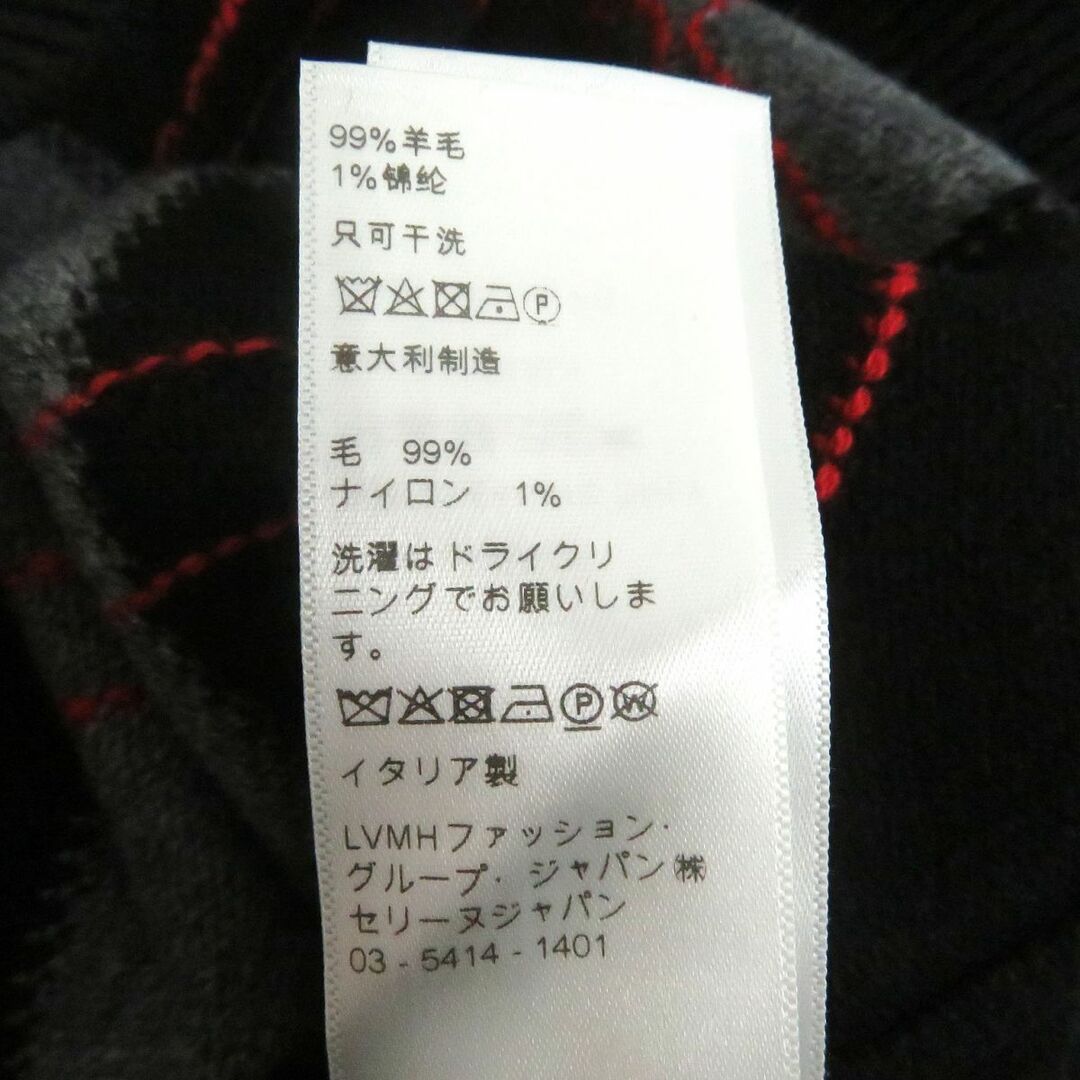 99%羊毛
1%锦纶
只可干洗
P
意大利制造
毛 99%
ナイロン 1%
洗濯はドライクリ
ニングでお願いしま
す。
P W
イタリア製
LVMHファッション・
グループ・ジャパン㈱
セリーヌジャパン
03 - 5414 - 1401